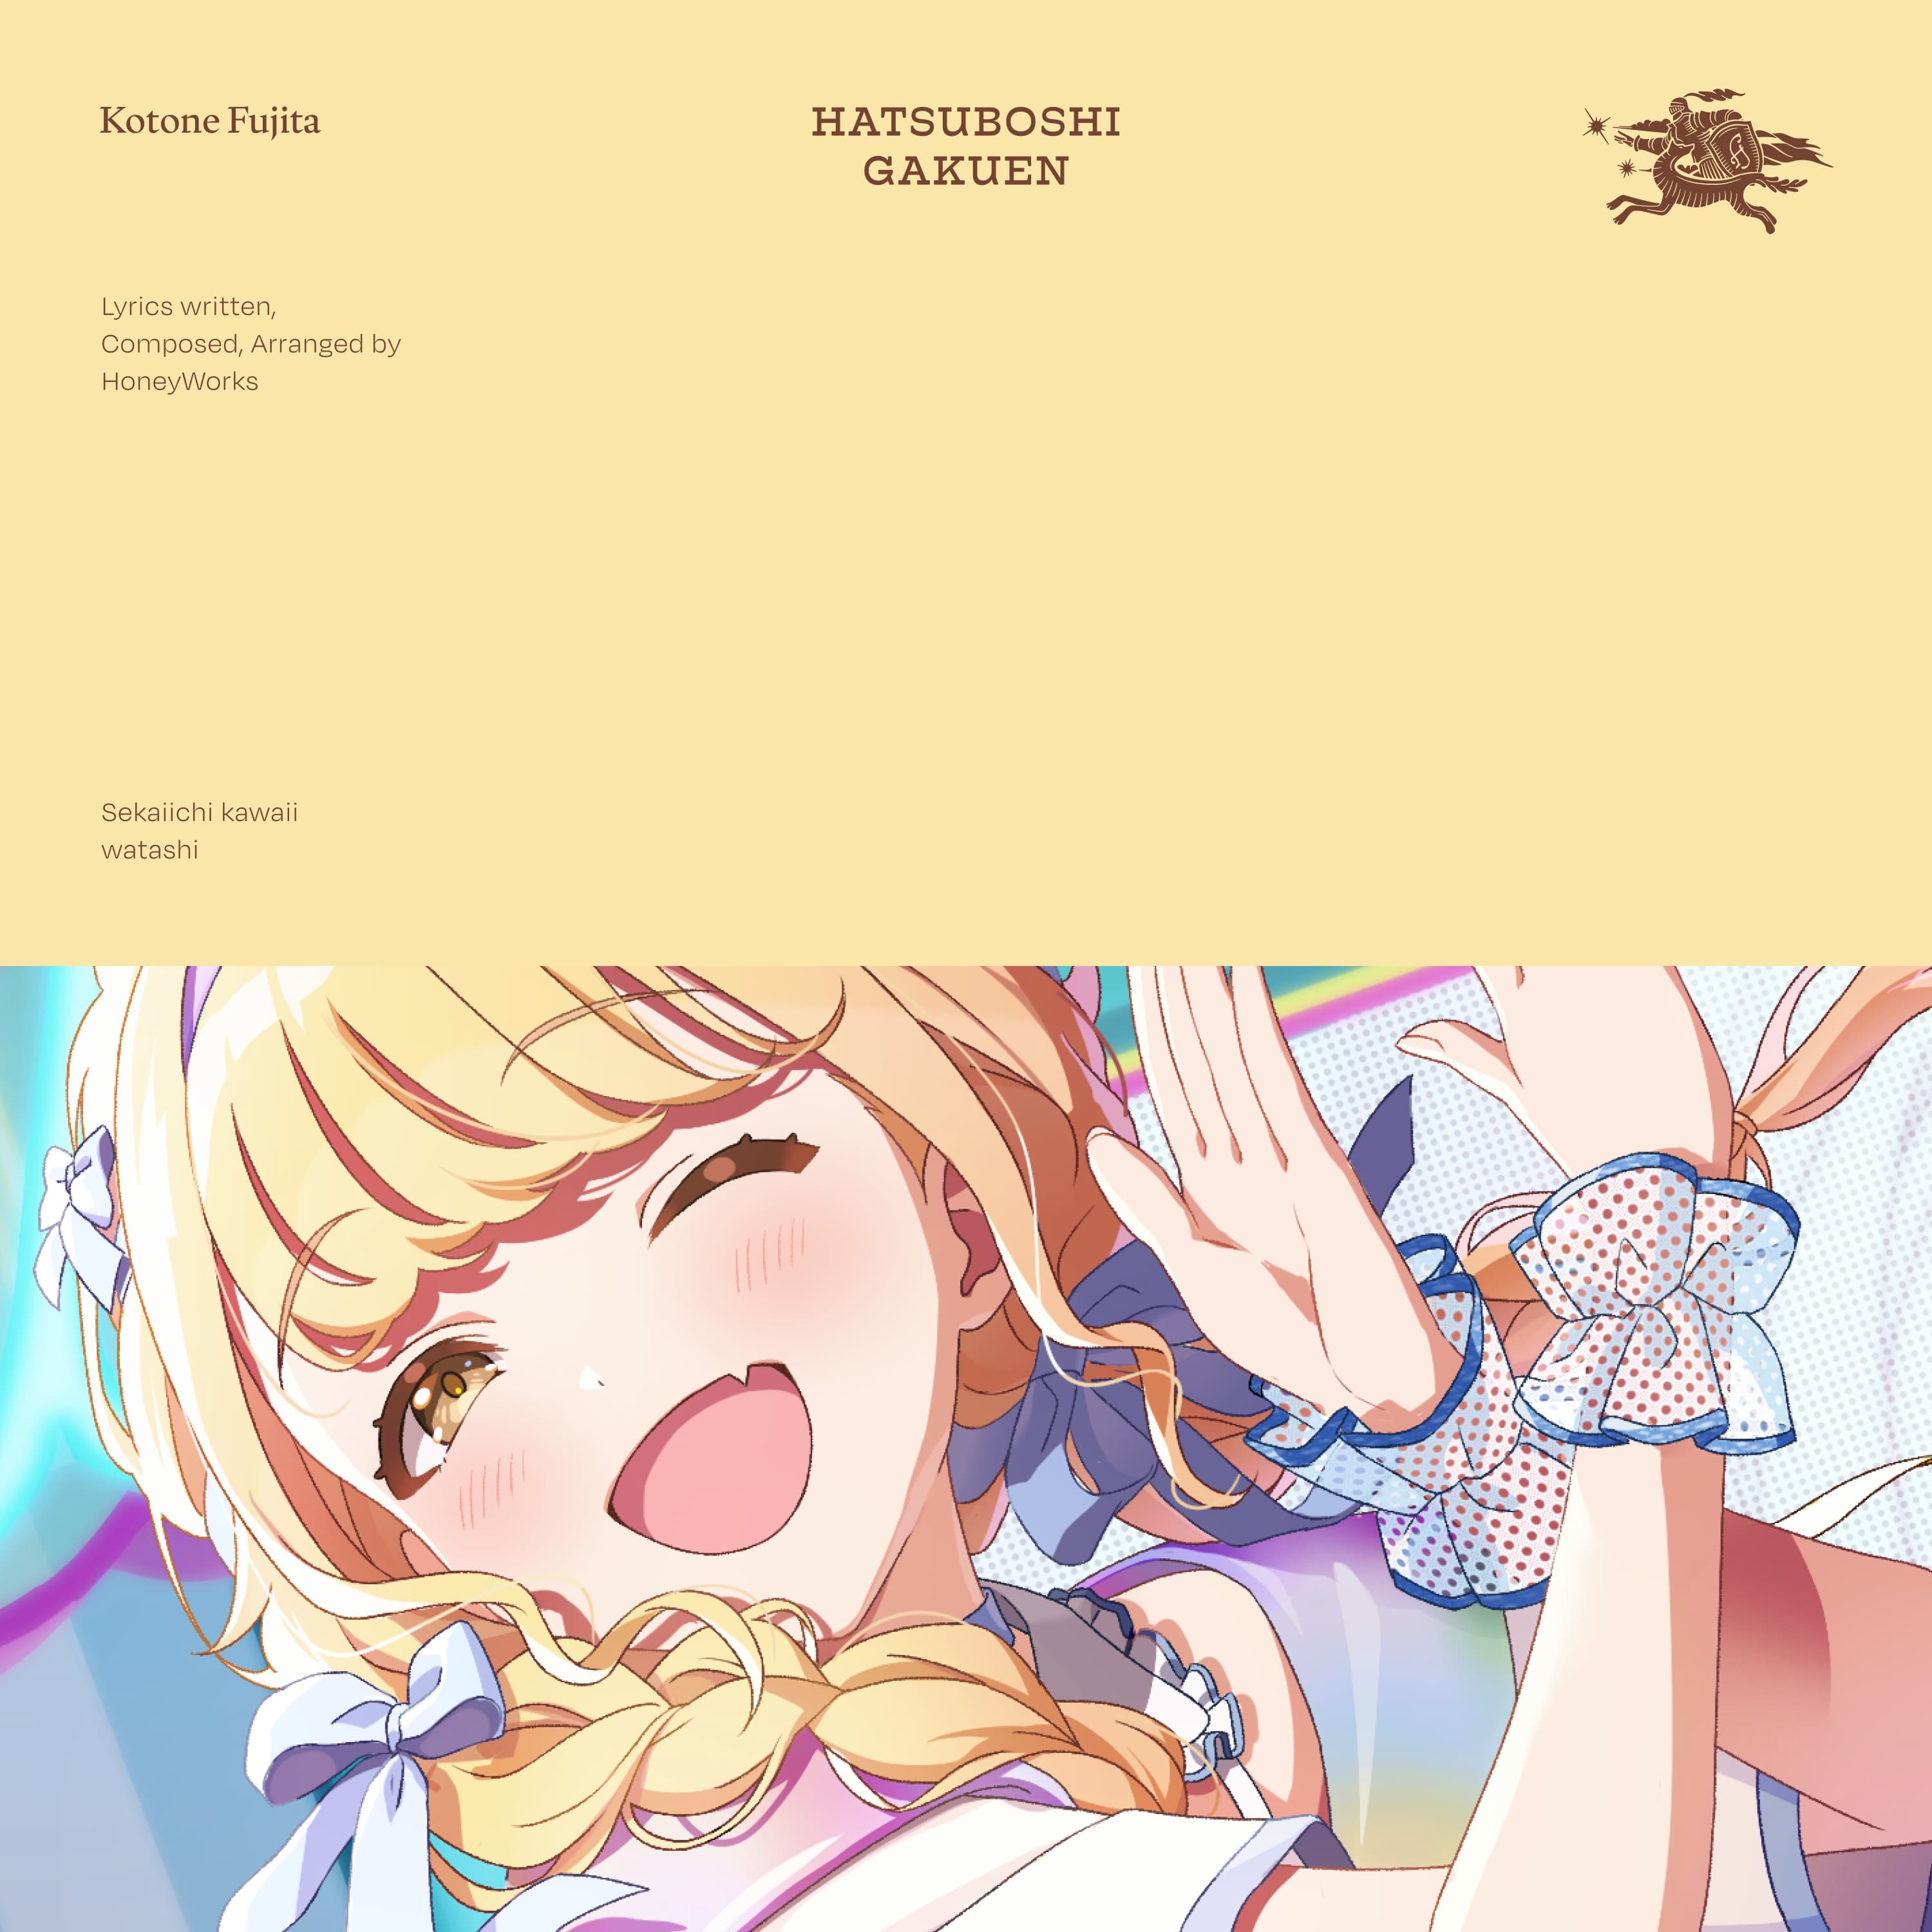 Kotone Fujita
HATSUBOSHI
GAKUEN
Lyrics written,
Composed, Arranged by
HoneyWorks
Sekaiichi kawaii
watashi